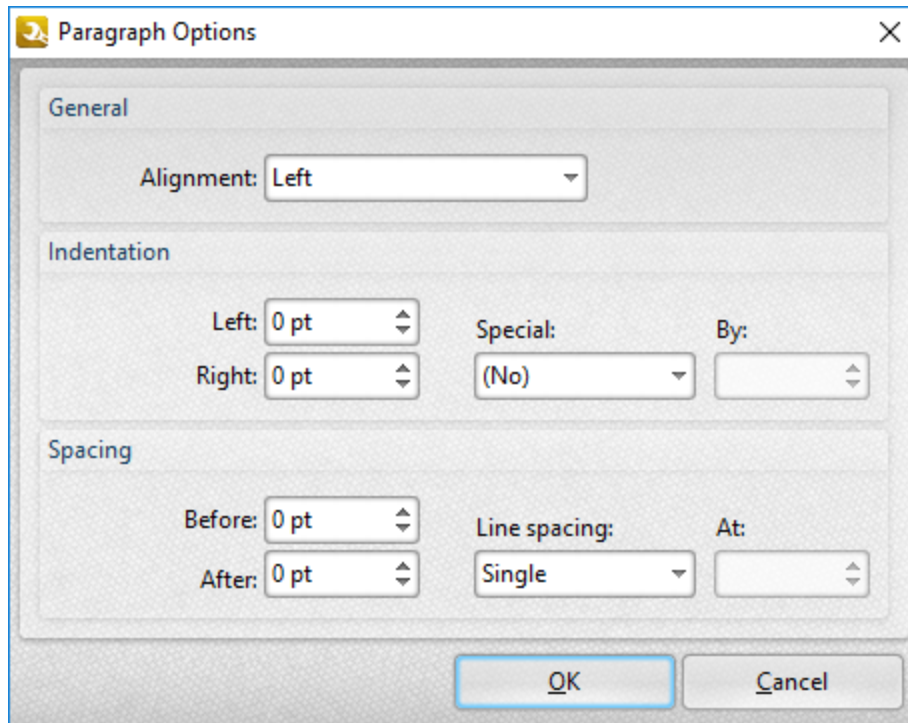 Paragraph Options
General
Alignment: Left
Indentation
Left: 0 pt
Special: By:
Right: 0 pt (No)
Spacing
Before: 0 pt
Line spacing: At:
After: 0 pt Single
OK Cancel